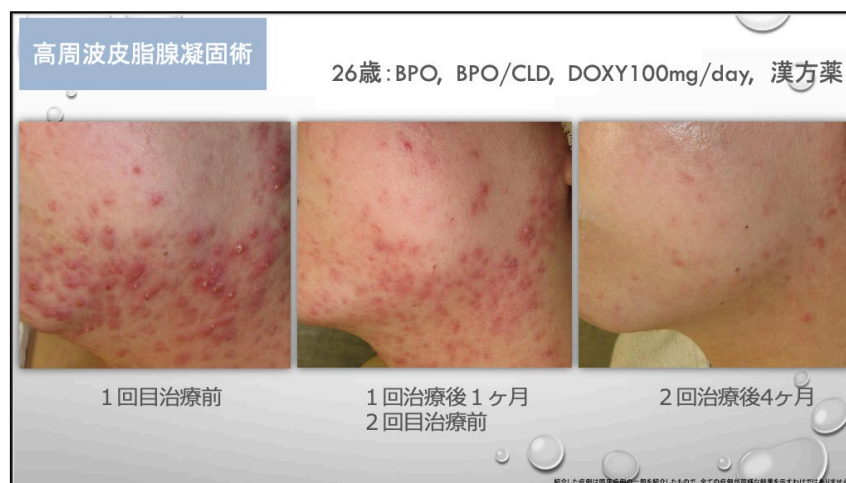 高周波皮脂腺凝固術
26歳：BPO, BPO/CLD, DOXY100mg/day, 漢方薬
1回目治療前
1回治療後1ヶ月
2回目治療前
2回治療後4ヶ月